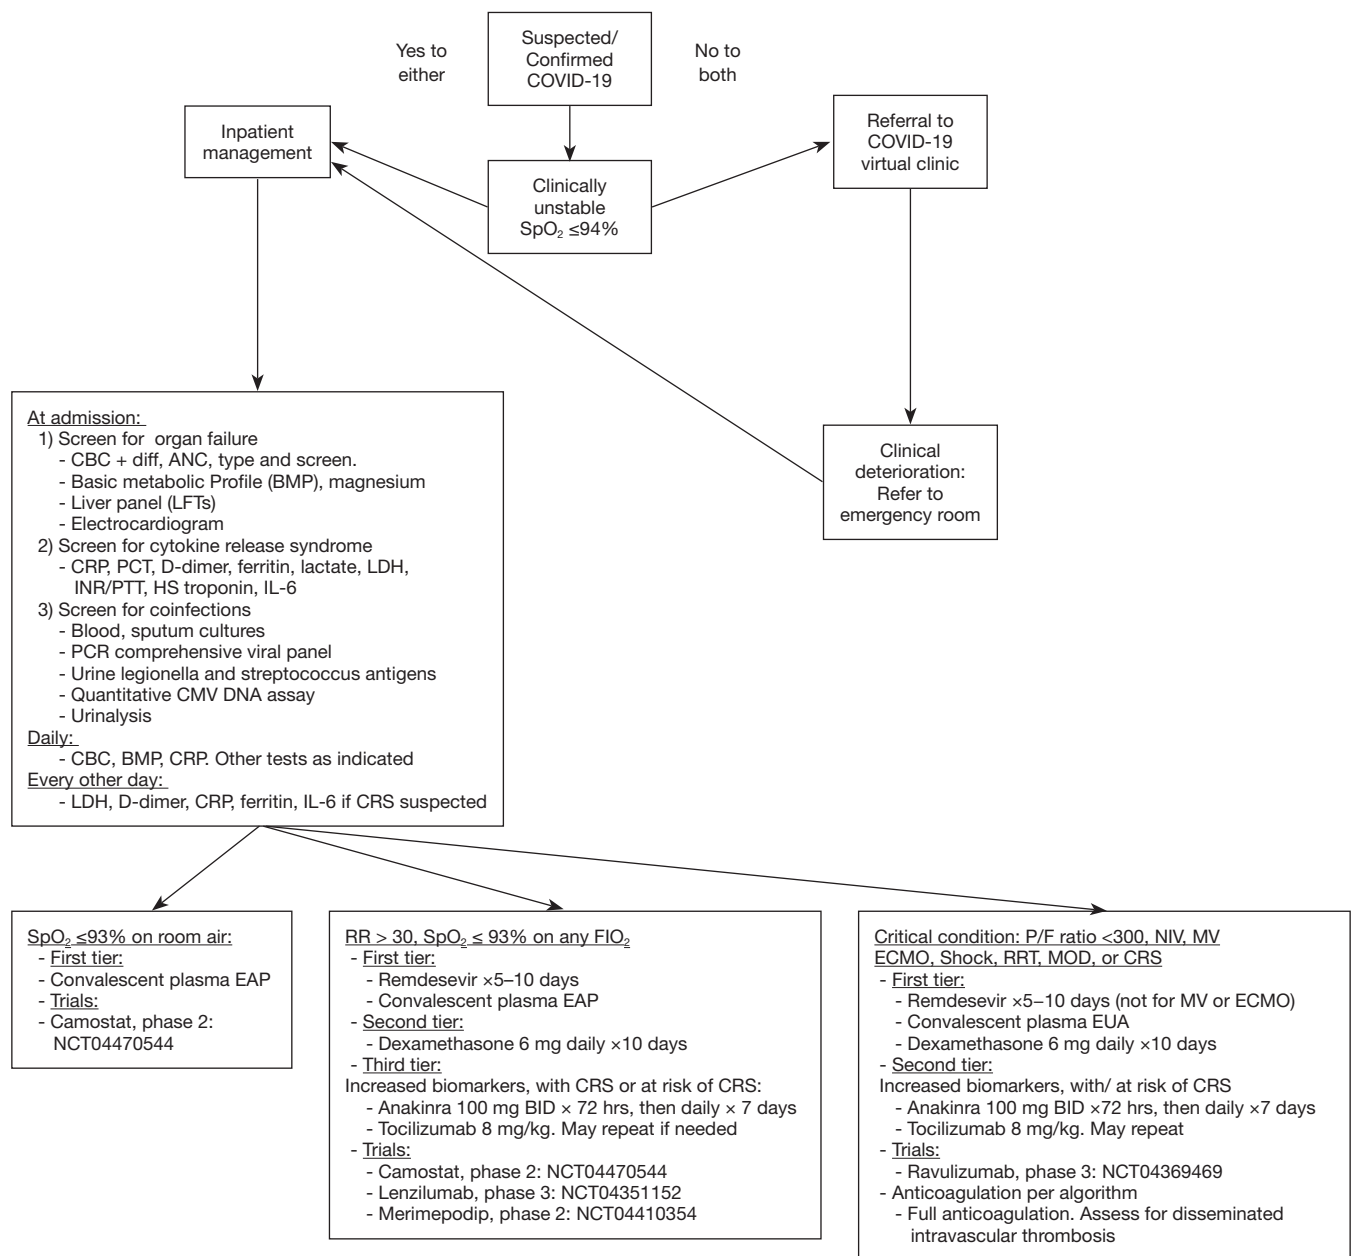 Yes to
either
Suspected/
Confirmed
COVID-19
No to
both
Inpatient
management
Clinically
unstable
SpO₂ ≤94%
Referral to
COVID-19
virtual clinic
Clinical
deterioration:
Refer to
emergency room
At admission:
1) Screen for organ failure
- CBC + diff, ANC, type and screen.
- Basic metabolic Profile (BMP), magnesium
- Liver panel (LFTs)
- Electrocardiogram
2) Screen for cytokine release syndrome
- CRP, PCT, D-dimer, ferritin, lactate, LDH,
INR/PTT, HS troponin, IL-6
3) Screen for coinfections
- Blood, sputum cultures
- PCR comprehensive viral panel
- Urine legionella and streptococcus antigens
- Quantitative CMV DNA assay
- Urinalysis
Daily:
- CBC, BMP, CRP. Other tests as indicated
Every other day:
- LDH, D-dimer, CRP, ferritin, IL-6 if CRS suspected
SpO₂ ≤93% on room air:
- First tier:
- Convalescent plasma EAP
- Trials:
- Camostat, phase 2:
NCT04470544
RR > 30, SpO₂ ≤ 93% on any FIO₂
- First tier:
- Remdesevir ×5–10 days
- Convalescent plasma EAP
- Second tier:
- Dexamethasone 6 mg daily ×10 days
- Third tier:
Increased biomarkers, with CRS or at risk of CRS:
- Anakinra 100 mg BID × 72 hrs, then daily × 7 days
- Tocilizumab 8 mg/kg. May repeat if needed
- Trials:
- Camostat, phase 2: NCT04470544
- Lenzilumab, phase 3: NCT04351152
- Merimepodip, phase 2: NCT04410354
Critical condition: P/F ratio <300, NIV, MV
ECMO, Shock, RRT, MOD, or CRS
- First tier:
- Remdesevir ×5–10 days (not for MV or ECMO)
- Convalescent plasma EUA
- Dexamethasone 6 mg daily ×10 days
- Second tier:
Increased biomarkers, with/ at risk of CRS
- Anakinra 100 mg BID ×72 hrs, then daily ×7 days
- Tocilizumab 8 mg/kg. May repeat
- Trials:
- Ravulizumab, phase 3: NCT04369469
- Anticoagulation per algorithm
- Full anticoagulation. Assess for disseminated
intravascular thrombosis